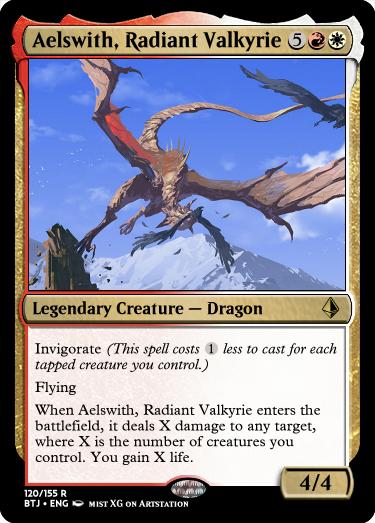 Aelswith, Radiant Valkyrie 5
Legendary Creature — Dragon
Invigorate (This spell costs 1 less to cast for each
tapped creature you control.)
Flying
When Aelswith, Radiant Valkyrie enters the
battlefield, it deals X damage to any target,
where X is the number of creatures you
control. You gain X life.
4/4
120/155 R
BTJ • ENG MIST XG ON ARTSTATION